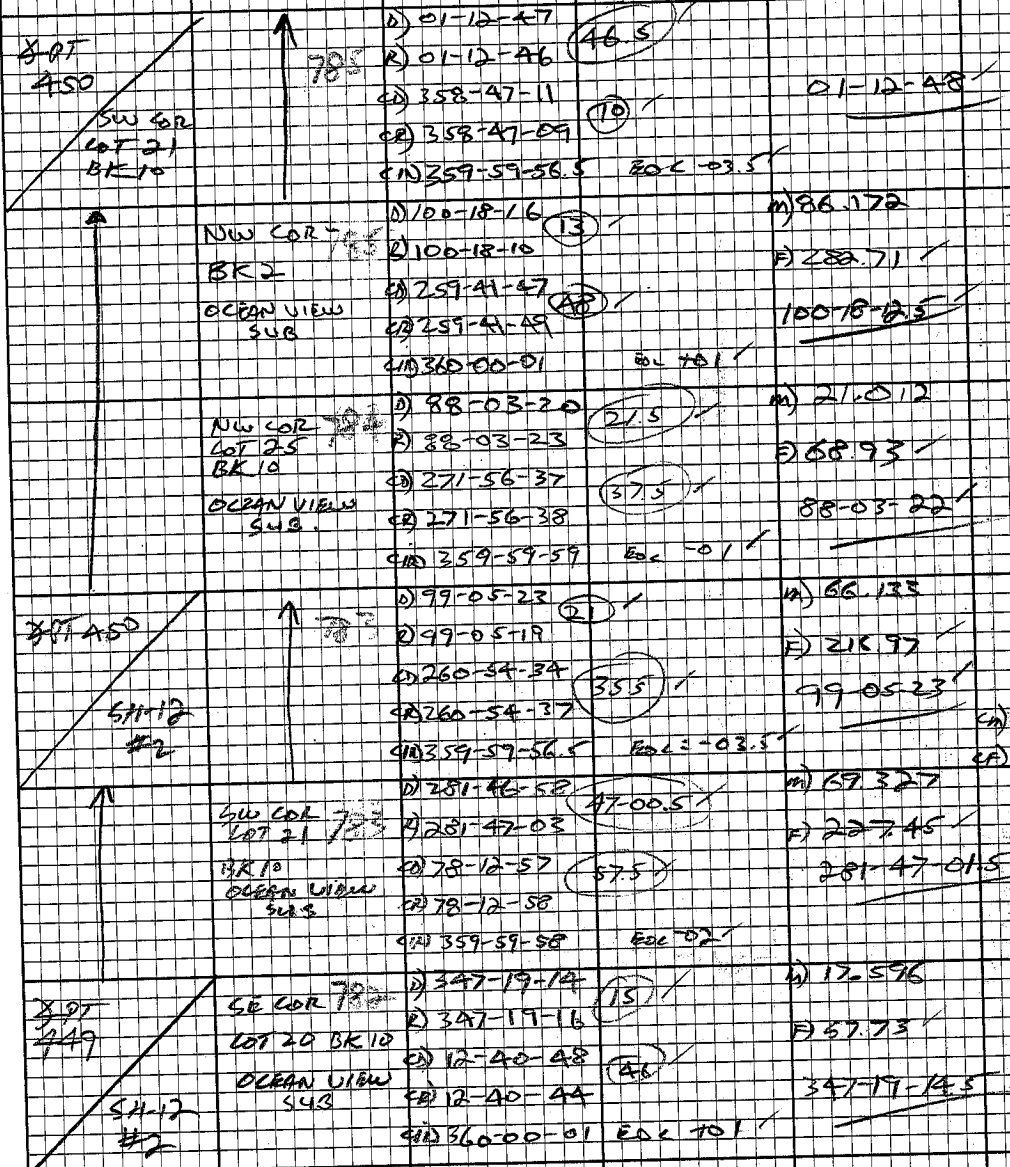 PT
450
SW COR
LOT 21
BK 10
785
D) 01-12-47
46.5
R) 01-12-46
CD) 358-47-11
10
CR) 358-47-09
359-59-56.5 EOC -03.5
01-12-48
NW COR
BK 2
OCEAN VIEW
SUB
D) 100-18-16
13
R) 100-18-10
CD) 259-41-47
48
CR) 259-41-49
360-00-01 EOC +01
M) 86.172
F) 282.71
100-18-12.5
NW COR
LOT 25
BK 10
OCEAN VIEW
SUB.
D) 88-03-20
21.5
R) 88-03-23
CD) 271-56-37
37.5
CR) 271-56-38
359-59-59 EOC -01
M) 21.012
F) 68.93
88-03-22
PT 450
SH-12
#2
D) 99-05-23
21
R) 99-05-19
CD) 260-54-34
35.5
CR) 260-54-37
359-59-56.5 EOC = -03.5
M) 66.133
F) 216.97
99-05-23
CM)
CF)
SW COR
LOT 21 783
BK 10
OCEAN VIEW
SUB
D) 281-46-58
47-00.5
R) 281-47-03
CD) 78-12-57
57.5
CR) 78-12-58
359-59-58 EOC -02
M) 69.327
F) 227.45
281-47-01.5
PT
449
SH-12
#2
SE COR 782
LOT 20 BK 10
OCEAN VIEW
SUB
D) 347-19-14
15
R) 347-19-16
CD) 12-40-48
46
CR) 12-40-44
360-00-01 EOC +01
M) 17.596
F) 57.73
347-19-14.5